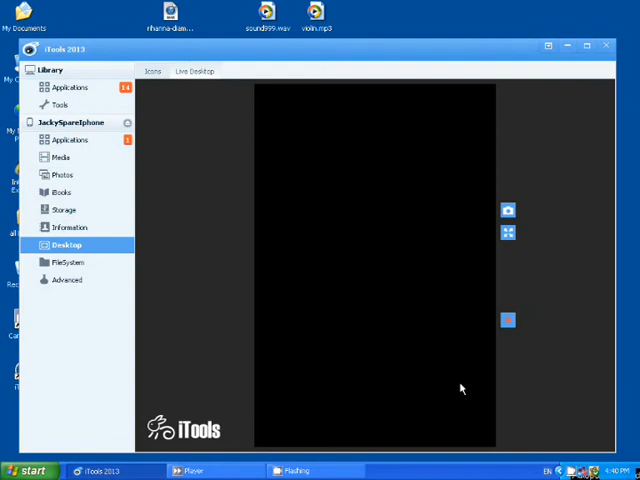 My Documents
rihanna-diam...
sound999.wav
violin.mp3
iTools 2013
Library
Icons
Live Desktop
Applications
14
Tools
JackySpareIphone
Applications
1
Media
Photos
iBooks
Storage
Information
Desktop
FileSystem
Advanced
iTools
start
iTools 2013
Player
Flashing
EN
4:40 PM